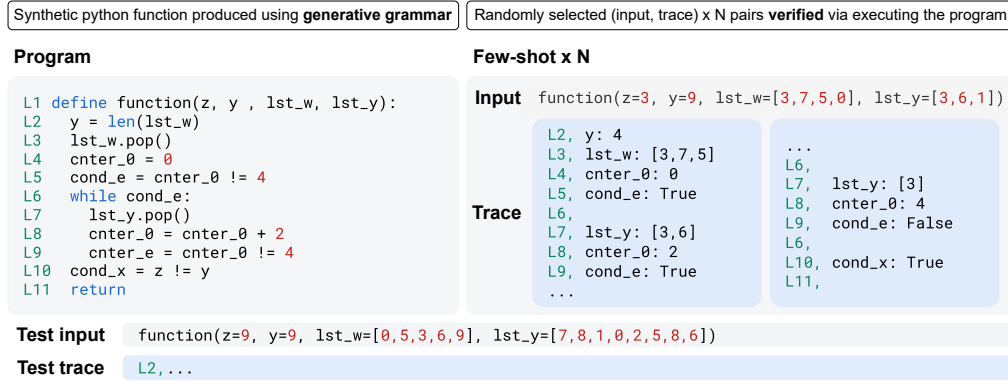 Synthetic python function produced using generative grammar
Randomly selected (input, trace) x N pairs verified via executing the program
Program
L1 define function(z, y , lst_w, lst_y):
L2 y = len(lst_w)
L3 lst_w.pop()
L4 cnter_0 = 0
L5 cond_e = cnter_0 != 4
L6 while cond_e:
L7 lst_y.pop()
L8 cnter_0 = cnter_0 + 2
L9 cnter_e = cnter_0 != 4
L10 cond_x = z != y
L11 return
Few-shot x N
Input function(z=3, y=9, lst_w=[3,7,5,0], lst_y=[3,6,1])
Trace
L2, y: 4
L3, lst_w: [3,7,5]
L4, cnter_0: 0
L5, cond_e: True
L6,
L7, lst_y: [3,6]
L8, cnter_0: 2
L9, cond_e: True
...
...
L6,
L7, lst_y: [3]
L8, cnter_0: 4
L9, cond_e: False
L6,
L10, cond_x: True
L11,
Test input function(z=9, y=9, lst_w=[0,5,3,6,9], lst_y=[7,8,1,0,2,5,8,6])
Test trace L2,...